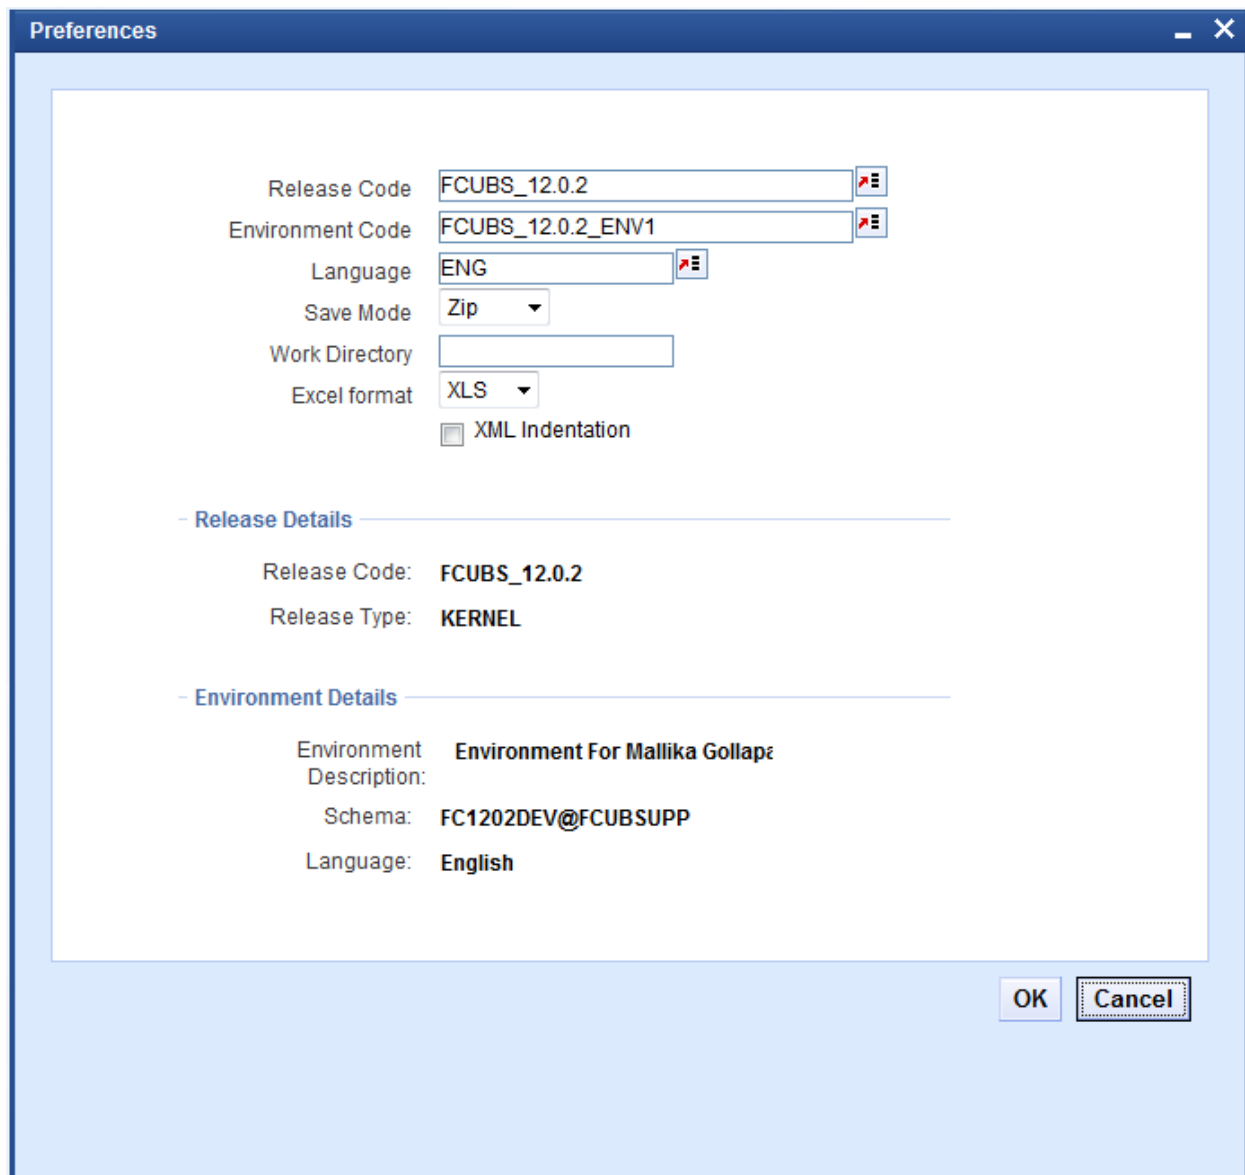 Preferences
Release Code FCUBS_12.0.2
Environment Code FCUBS_12.0.2_ENV1
Language ENG
Save Mode Zip
Work Directory
Excel format XLS
XML Indentation
Release Details
Release Code: FCUBS_12.0.2
Release Type: KERNEL
Environment Details
Environment Environment For Mallika Gollapa
Description:
Schema: FC1202DEV@FCUBSUPP
Language: English
OK Cancel